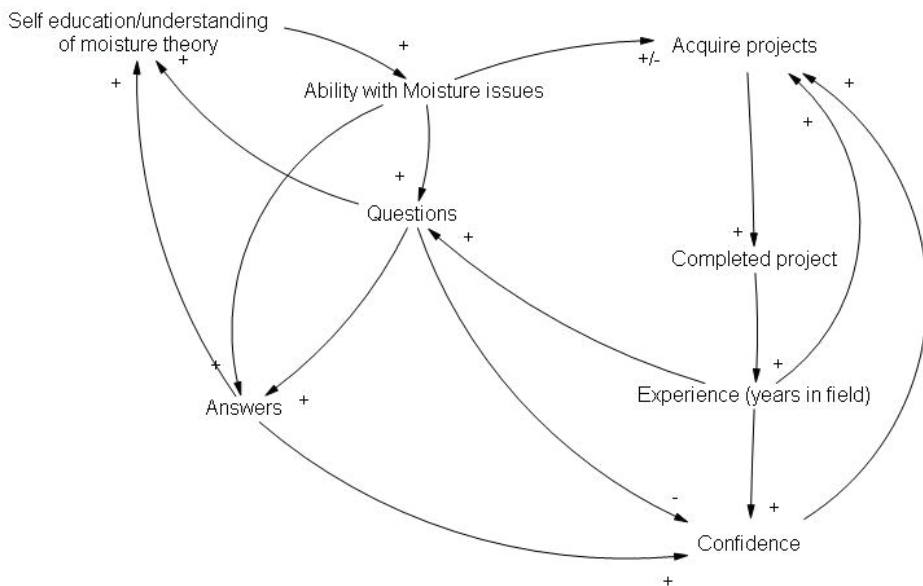 Self education/understanding
of moisture theory
+
+
+
+/-
Acquire projects
+
+
Ability with Moisture issues
+
Questions
+
+
Completed project
+
+
Experience (years in field)
Answers
+
-
+
Confidence
+